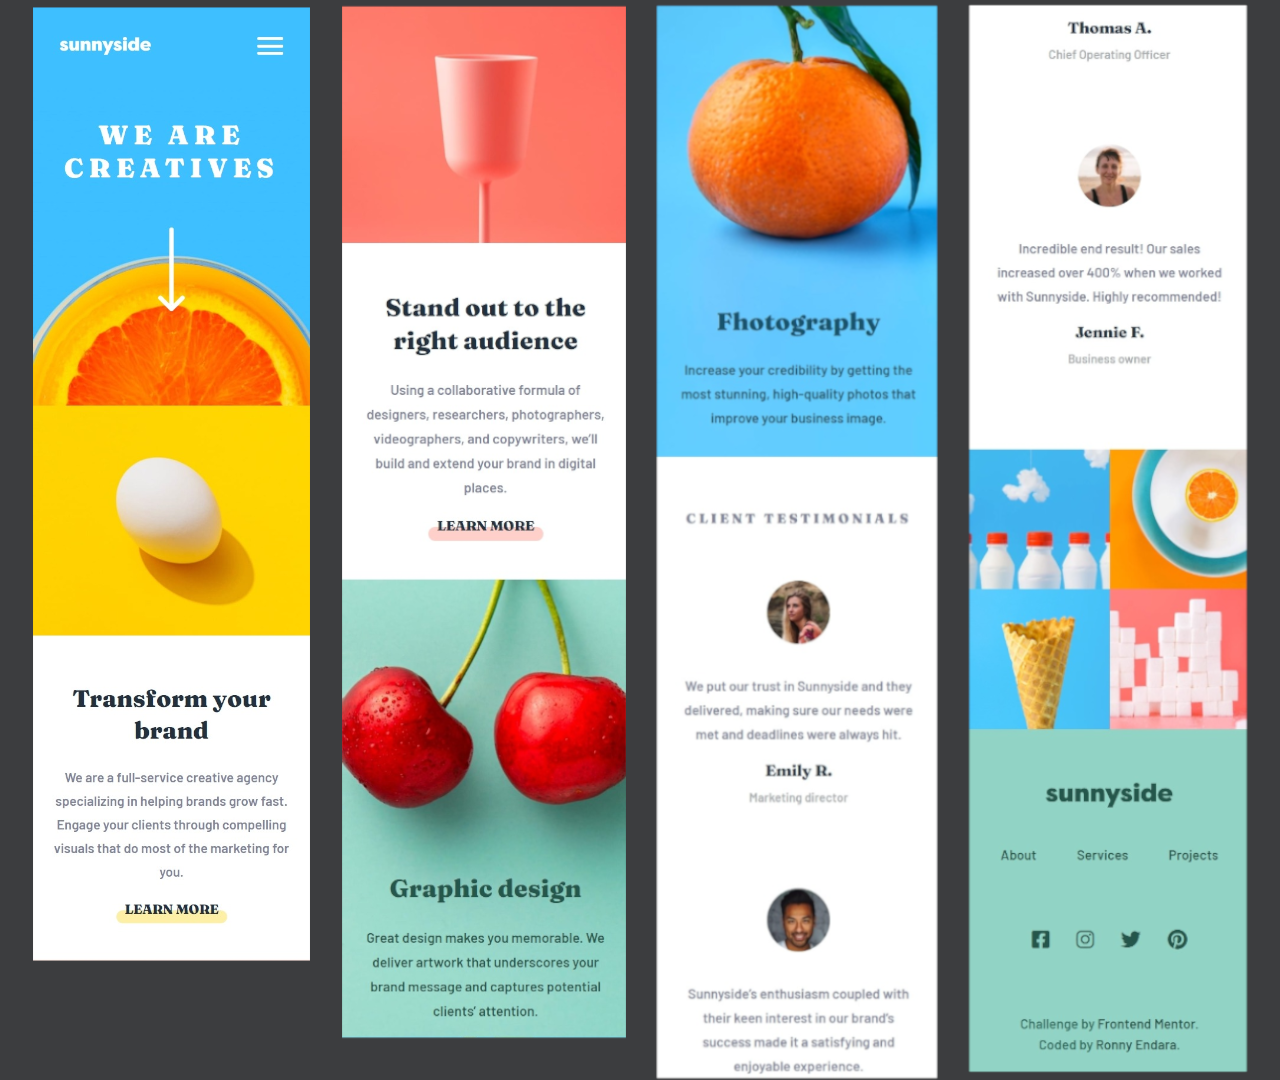 sunnyside
WE ARE
CREATIVES
Transform your
brand
We are a full-service creative agency
specializing in helping brands grow fast.
Engage your clients through compelling
visuals that do most of the marketing for
you.
LEARN MORE
Stand out to the
right audience
Using a collaborative formula of
designers, researchers, photographers,
videographers, and copywriters, we'll
build and extend your brand in digital
places.
LEARN MORE
Graphic design
Great design makes you memorable. We
deliver artwork that underscores your
brand message and captures potential
clients' attention.
Fhotography
Increase your credibility by getting the
most stunning, high-quality photos that
improve your business image.
CLIENT TESTIMONIALS
We put our trust in Sunnyside and they
delivered, making sure our needs were
met and deadlines were always hit.
Emily R.
Marketing director
Sunnyside's enthusiasm coupled with
their keen interest in our brand's
success made it a satisfying and
enjoyable experience.
Thomas A.
Chief Operating Officer
Incredible end result! Our sales
increased over 400% when we worked
with Sunnyside. Highly recommended!
Jennie F.
Business owner
sunnyside
About Services Projects
Challenge by Frontend Mentor.
Coded by Ronny Endara.